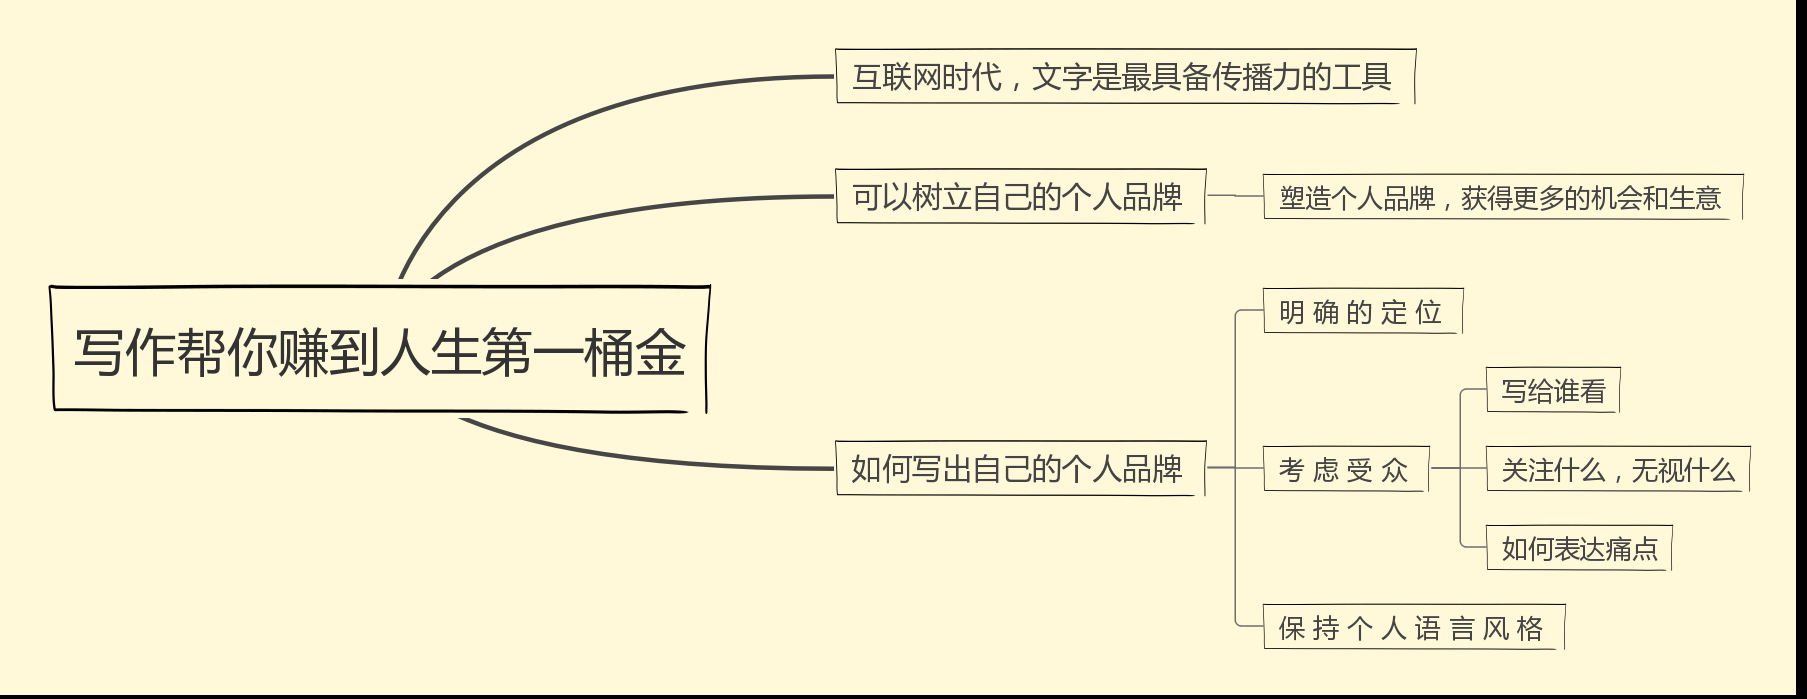 写作帮你赚到人生第一桶金
互联网时代，文字是最具备传播力的工具
可以树立自己的个人品牌
塑造个人品牌，获得更多的机会和生意
如何写出自己的个人品牌
明确的定位
考虑受众
写给谁看
关注什么，无视什么
如何表达痛点
保持个人语言风格